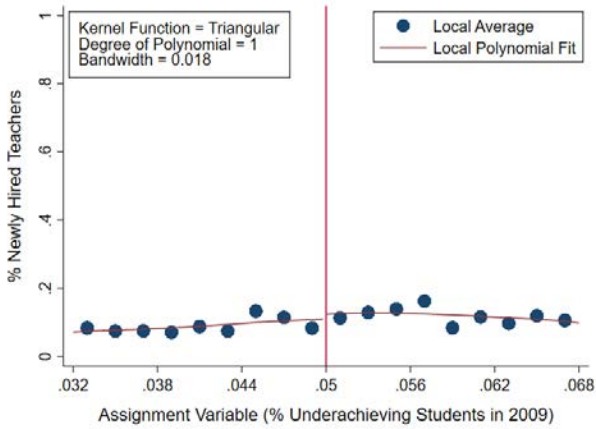 Kernel Function = Triangular
Degree of Polynomial = 1
Bandwidth = 0.018
Local Average
Local Polynomial Fit
% Newly Hired Teachers
1
.8
.6
.4
.2
0
.032
.038
.044
.05
.056
.062
.068
Assignment Variable (% Underachieving Students in 2009)